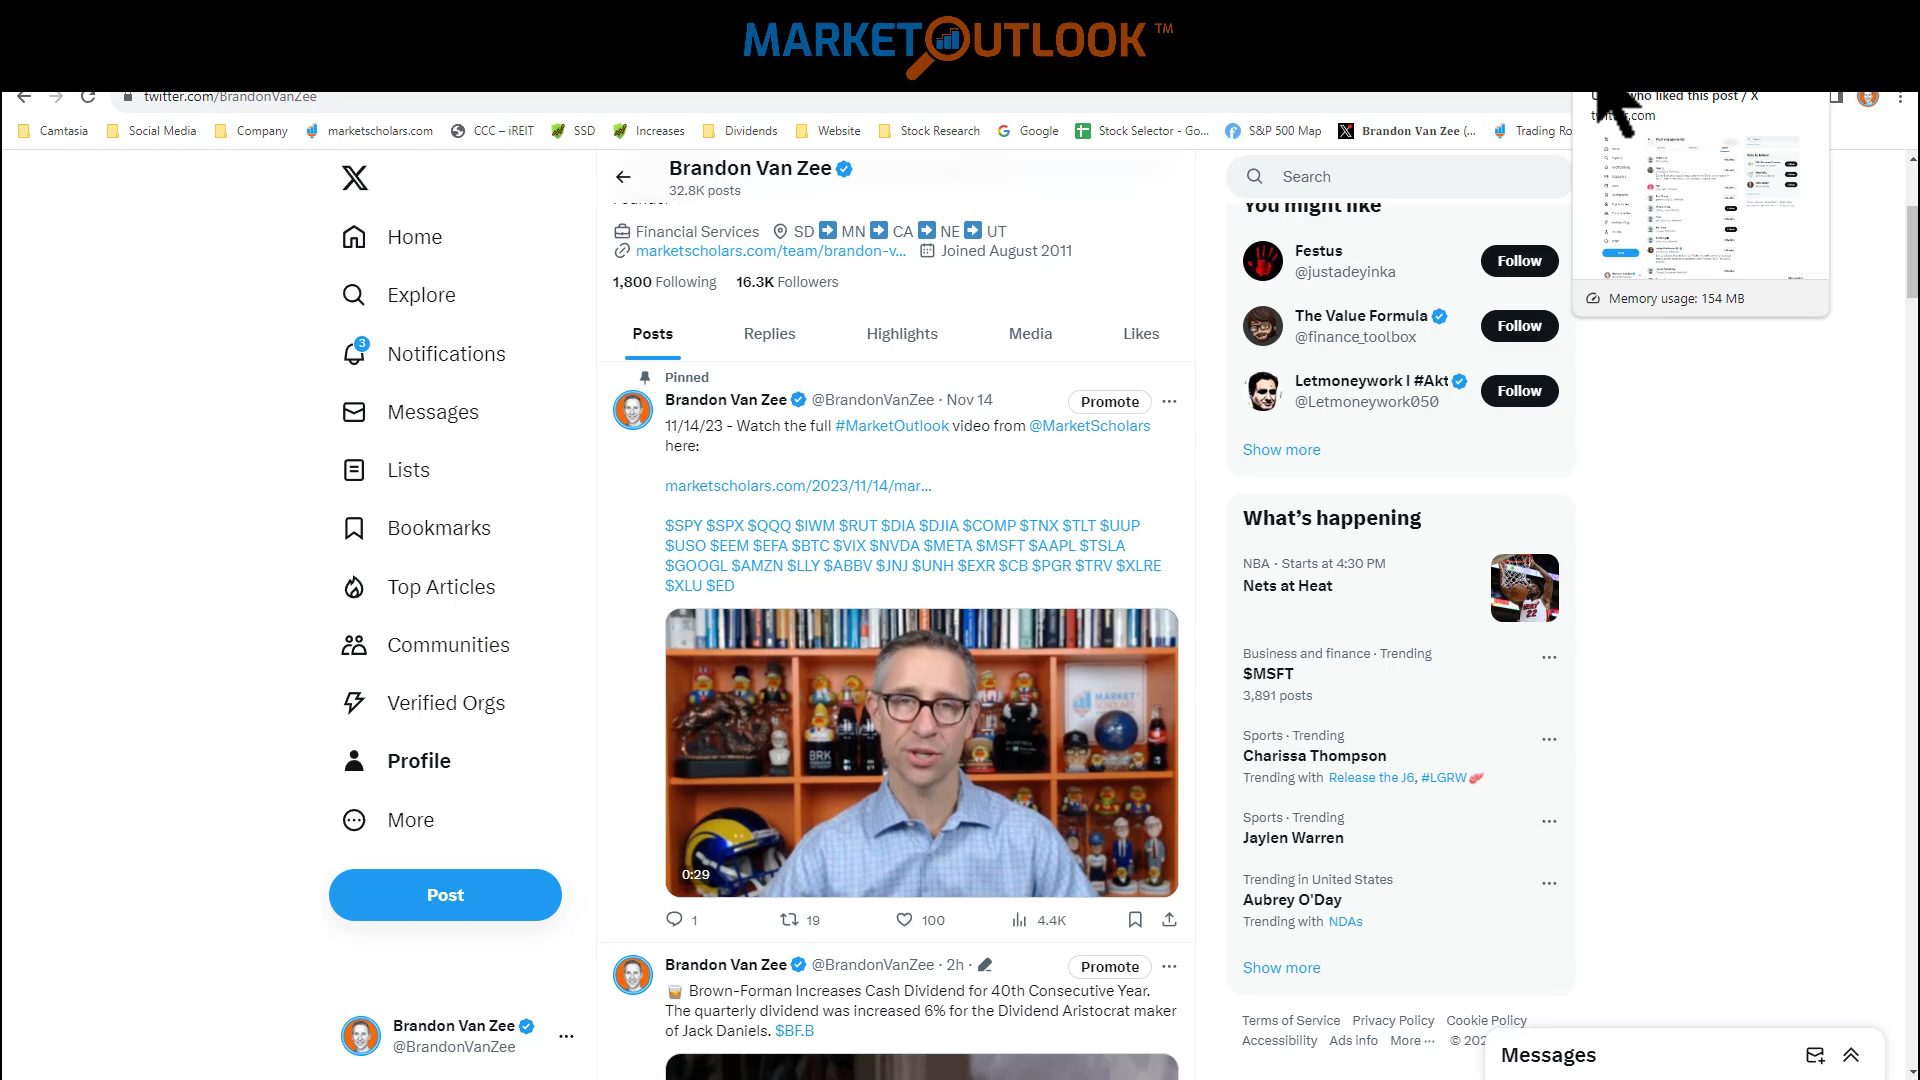 MARKETOUTLOOK™
twitter.com/BrandonVanZee
who liked this post / X
Camtasia
Social Media
Company
marketscholars.com
CCC – iREIT
SSD
Increases
Dividends
Website
Stock Research
Google
Stock Selector - Go...
S&P 500 Map
Brandon Van Zee (...
Trading Ro
Memory usage: 154 MB
Home
Explore
3
Notifications
Messages
Lists
Bookmarks
Top Articles
Communities
Verified Orgs
Profile
More
Post
Brandon Van Zee
@BrandonVanZee
Brandon Van Zee
32.8K posts
Financial Services SD MN CA NE UT
marketscholars.com/team/brandon-v... Joined August 2011
1,800 Following 16.3K Followers
Posts Replies Highlights Media Likes
Pinned
Brandon Van Zee @BrandonVanZee · Nov 14
Promote
11/14/23 - Watch the full #MarketOutlook video from @MarketScholars
here:
marketscholars.com/2023/11/14/mar...
$SPY $SPX $QQQ $IWM $RUT $DIA $DJIA $COMP $TNX $TLT $UUP
$USO $EEM $EFA $BTC $VIX $NVDA $META $MSFT $AAPL $TSLA
$GOOGL $AMZN $LLY $ABBV $JNJ $UNH $EXR $CB $PGR $TRV $XLRE
$XLU $ED
MARKET
SCHOLARS
BRK
0:29
1 19 100 4.4K
Brandon Van Zee @BrandonVanZee · 2h ·
Promote
Brown-Forman Increases Cash Dividend for 40th Consecutive Year.
The quarterly dividend was increased 6% for the Dividend Aristocrat maker
of Jack Daniels. $BF.B
Search
You might like
Festus
@justadeyinka
Follow
The Value Formula
@finance_toolbox
Follow
Letmoneywork I #Akt
@Letmoneywork050
Follow
Show more
What's happening
NBA · Starts at 4:30 PM
Nets at Heat
Business and finance · Trending
$MSFT
3,891 posts
Sports · Trending
Charissa Thompson
Trending with Release the J6, #LGRW
Sports · Trending
Jaylen Warren
Trending in United States
Aubrey O'Day
Trending with NDAs
Show more
Terms of Service Privacy Policy Cookie Policy
Accessibility Ads info More ··· © 202
Messages